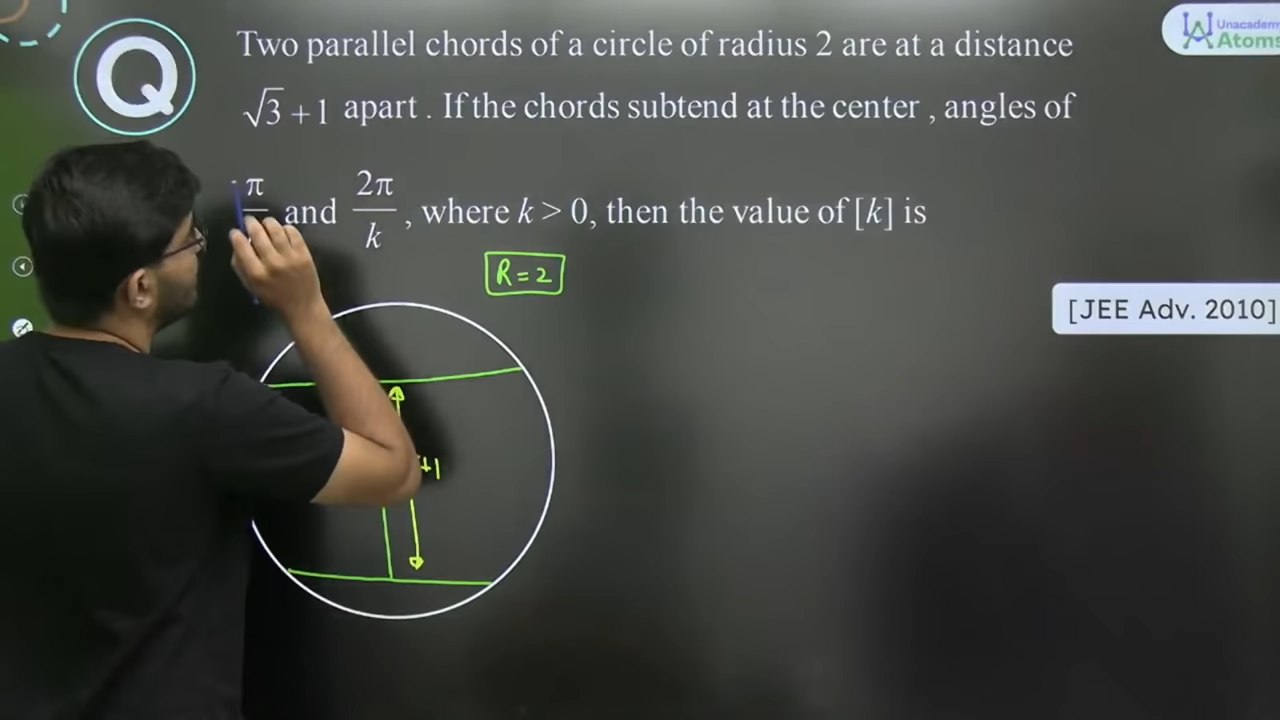 Q
Unacademy
Atoms
Two parallel chords of a circle of radius 2 are at a distance
√3 + 1 apart . If the chords subtend at the center , angles of
π and 2π/k , where k > 0, then the value of [k] is
R = 2
[JEE Adv. 2010]
+1